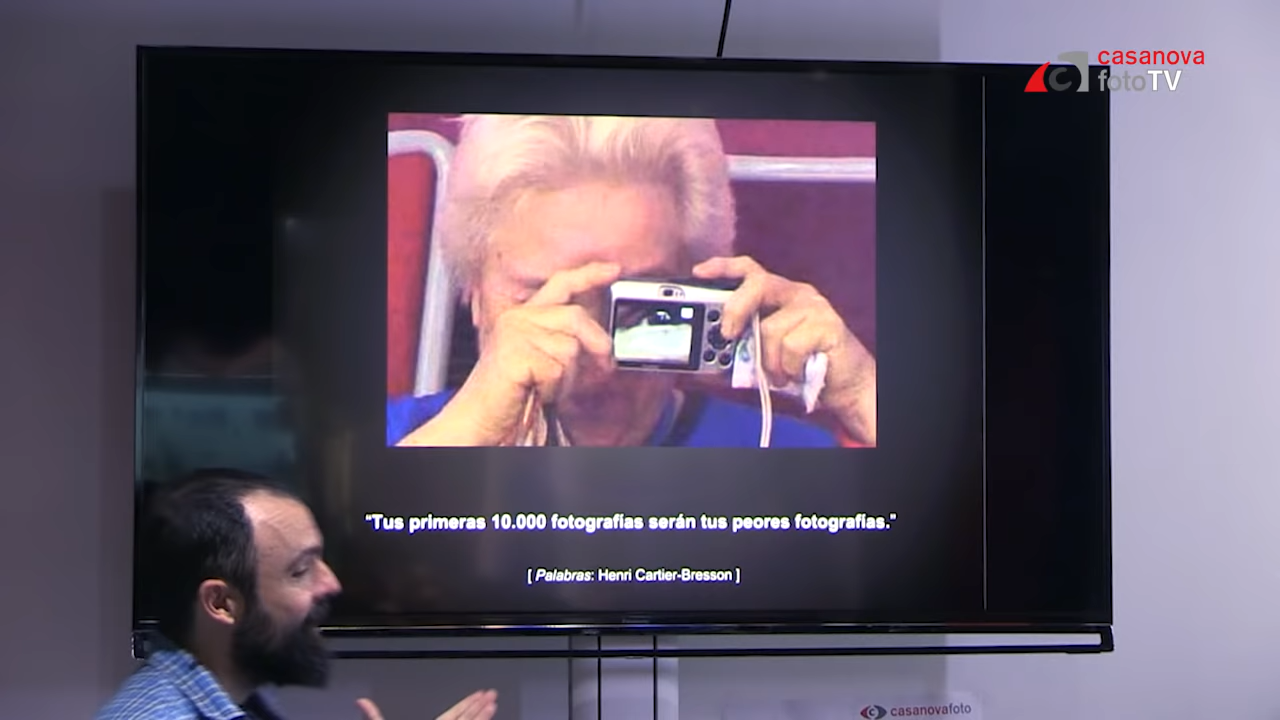 casanova
fotoTV
"Tus primeras 10.000 fotografías serán tus peores fotografías."
[ Palabras: Henri Cartier-Bresson ]
casanovafoto